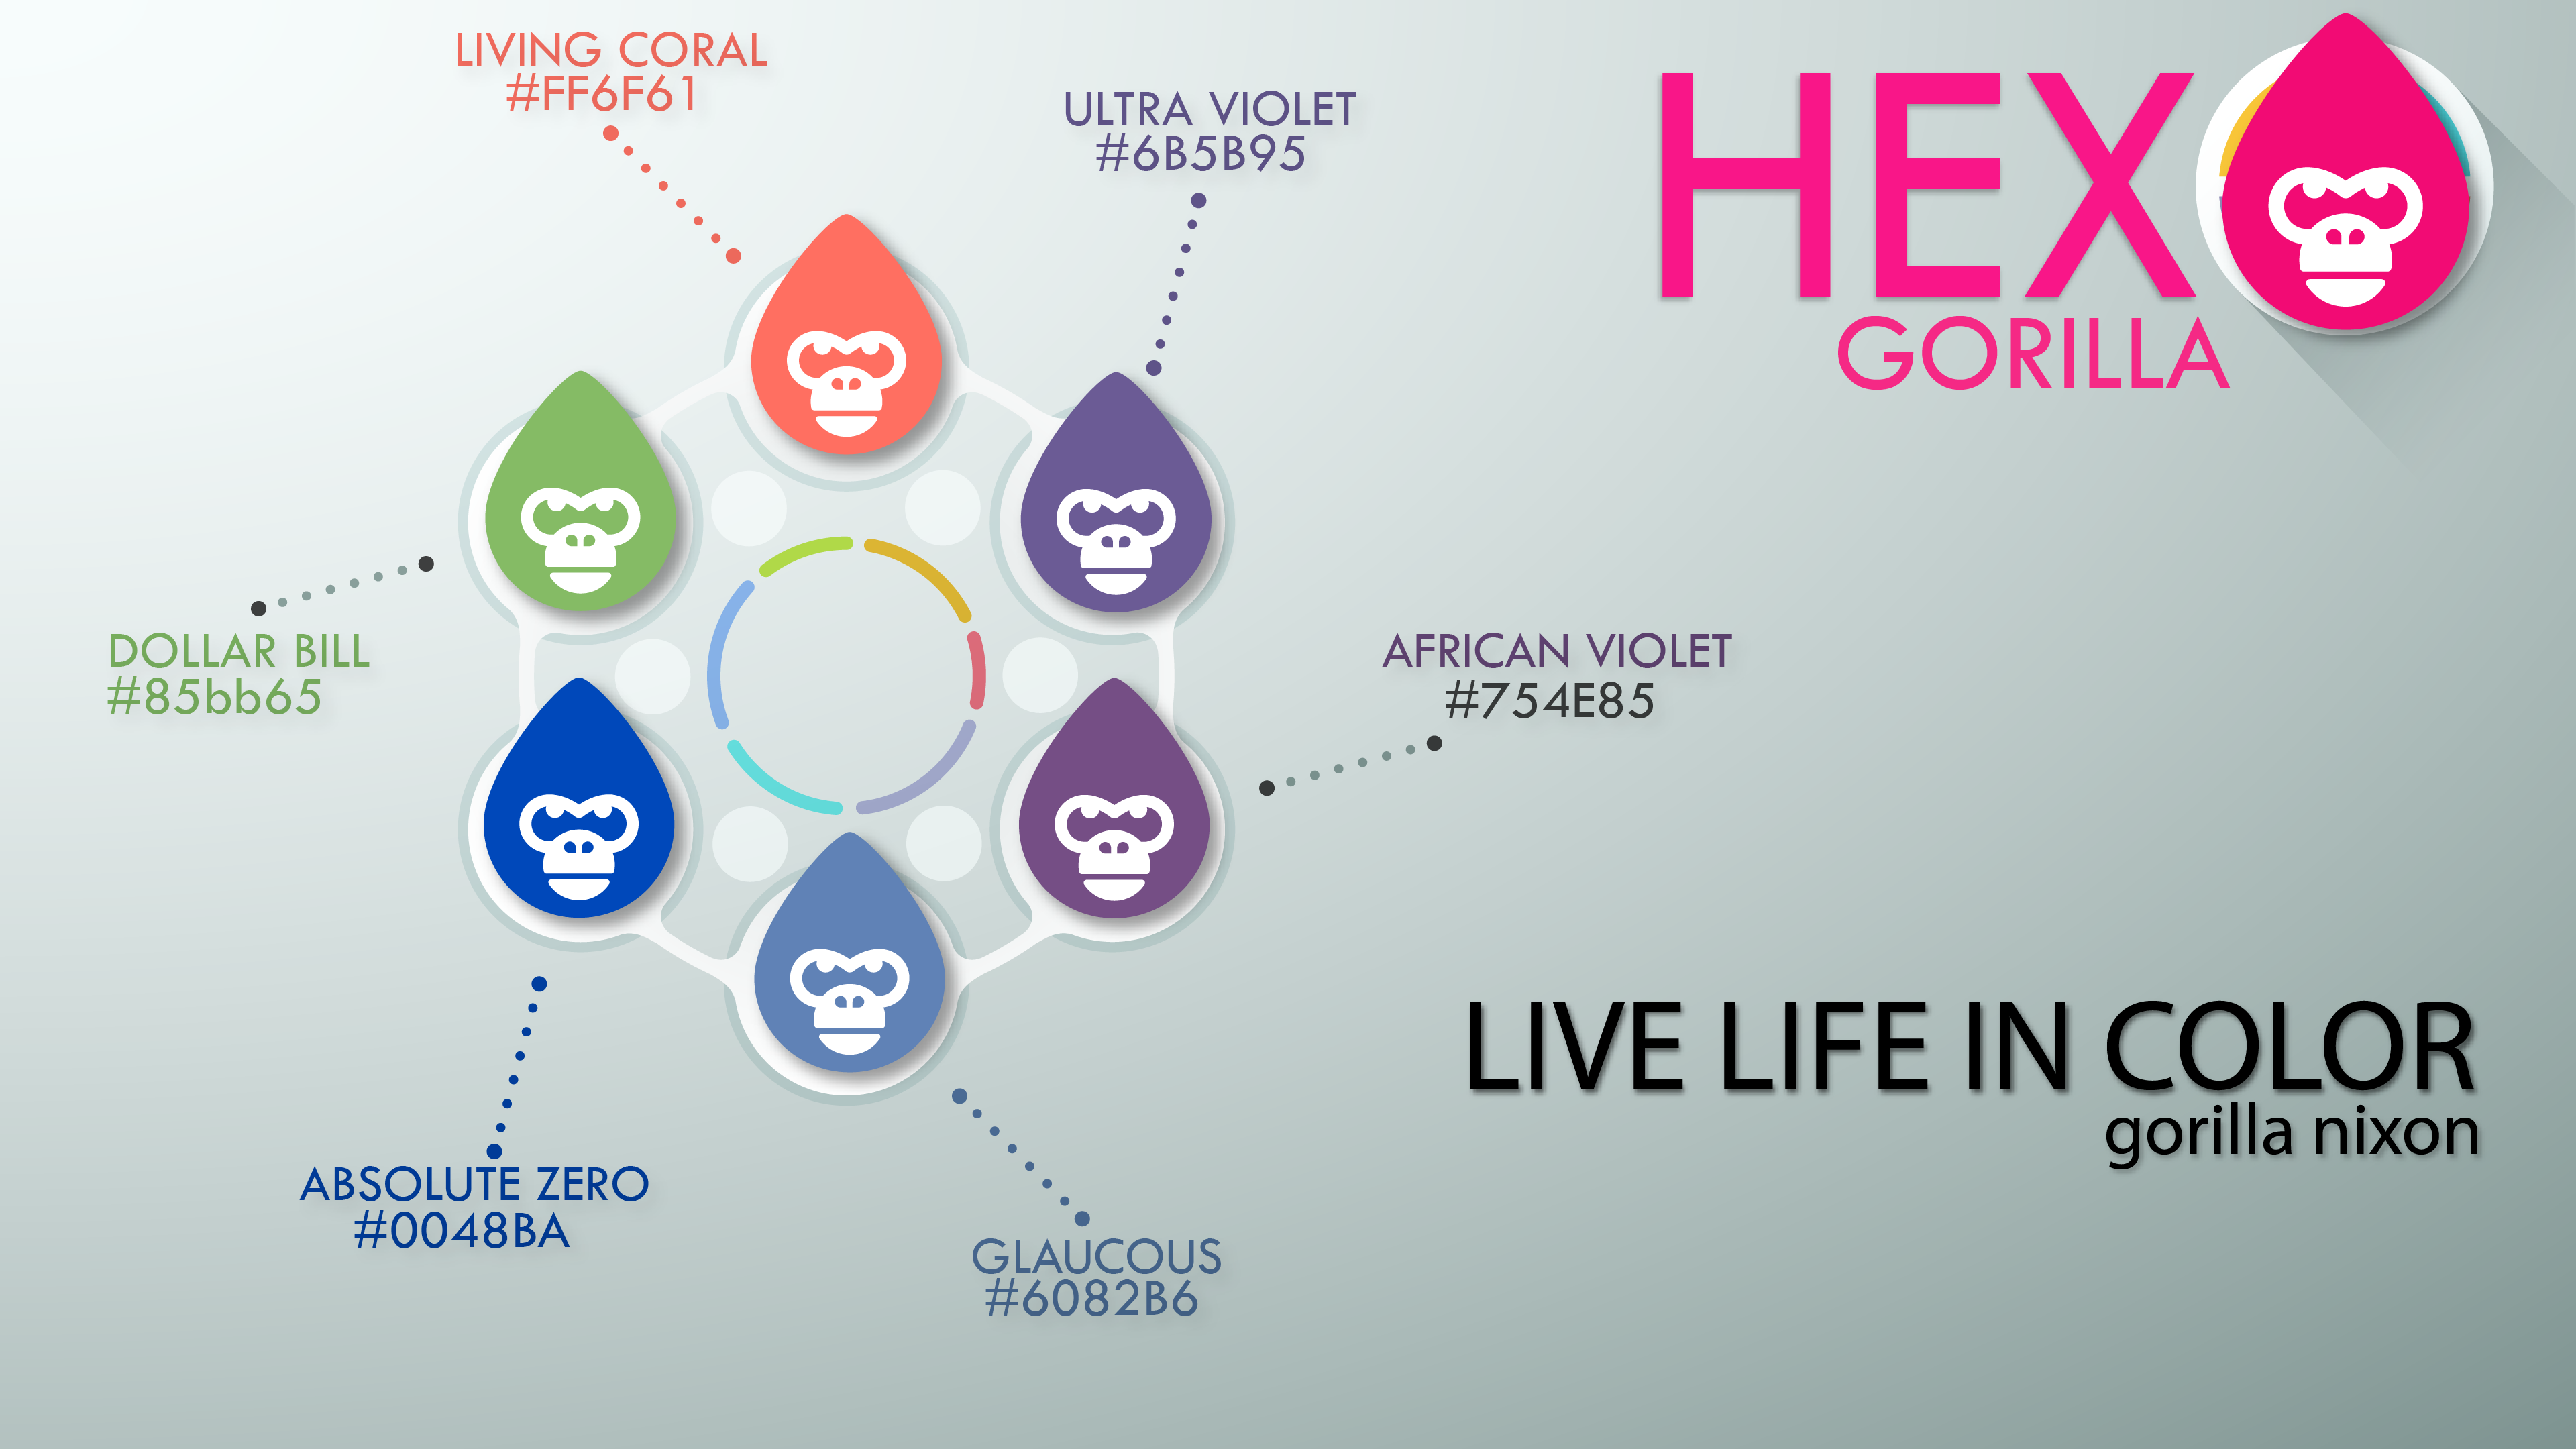 LIVING CORAL
#FF6F61
ULTRA VIOLET
#6B5B95
HEX
GORILLA
DOLLAR BILL
#85bb65
AFRICAN VIOLET
#754E85
LIVE LIFE IN COLOR
gorilla nixon
ABSOLUTE ZERO
#0048BA
GLAUCOUS
#6082B6